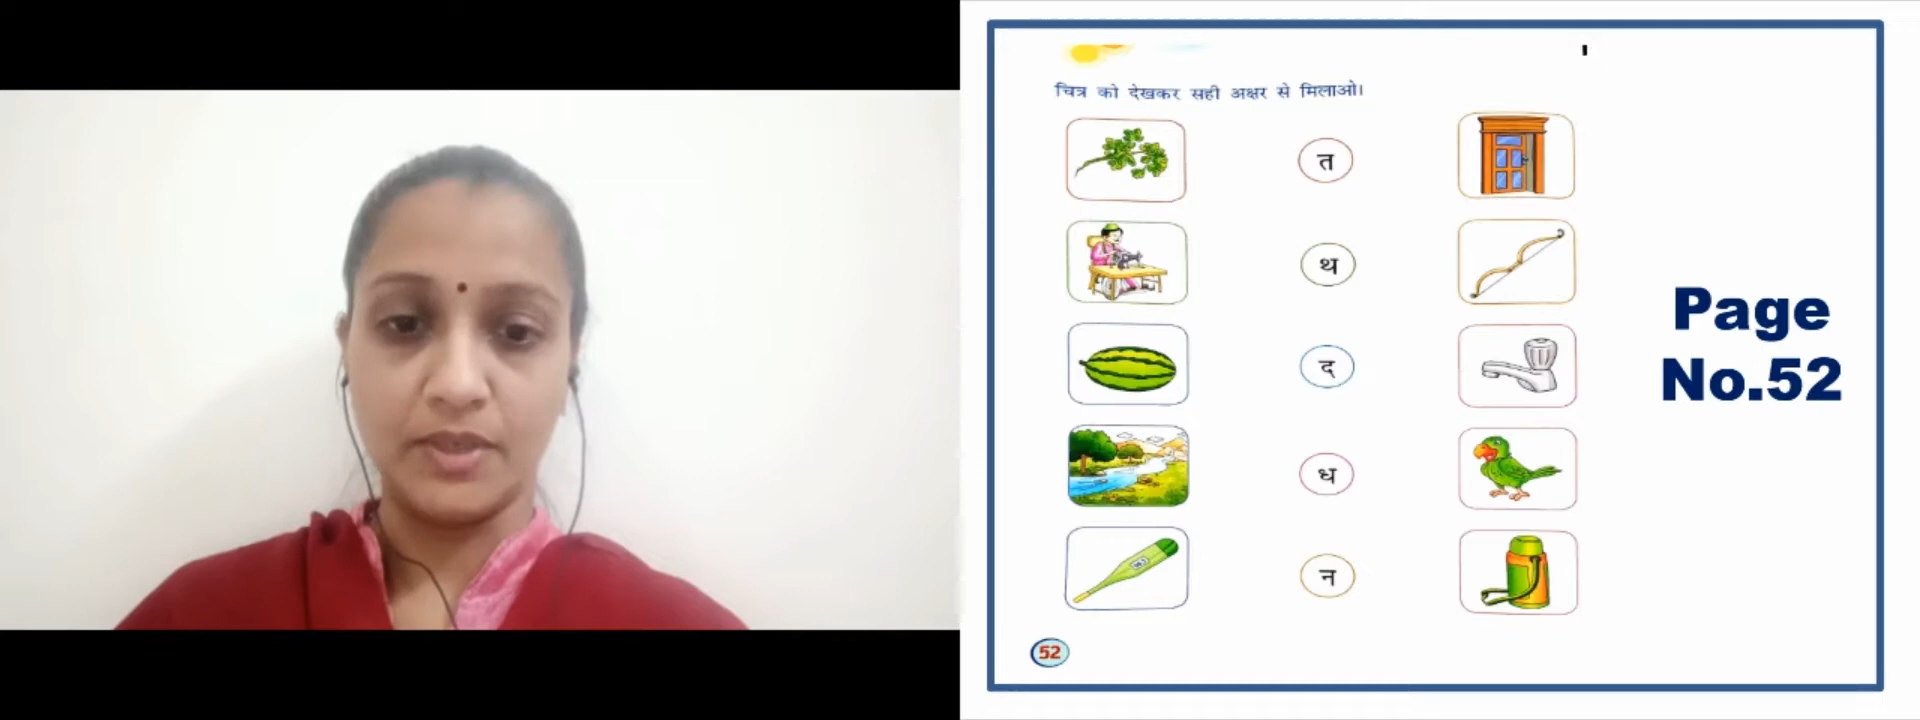 चित्र को देखकर सही अक्षर से मिलाओ।
त
थ
द
ध
न
Page
No.52
52